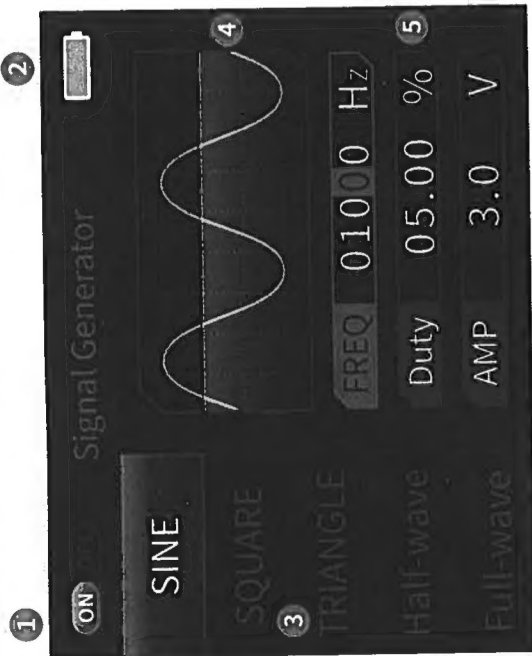 1
2
ON
Signal Generator
SINE
SQUARE
3
TRIANGLE
Half-wave
Full-wave
4
FREQ 01000 Hz
5
Duty 05.00 %
AMP 3.0 V